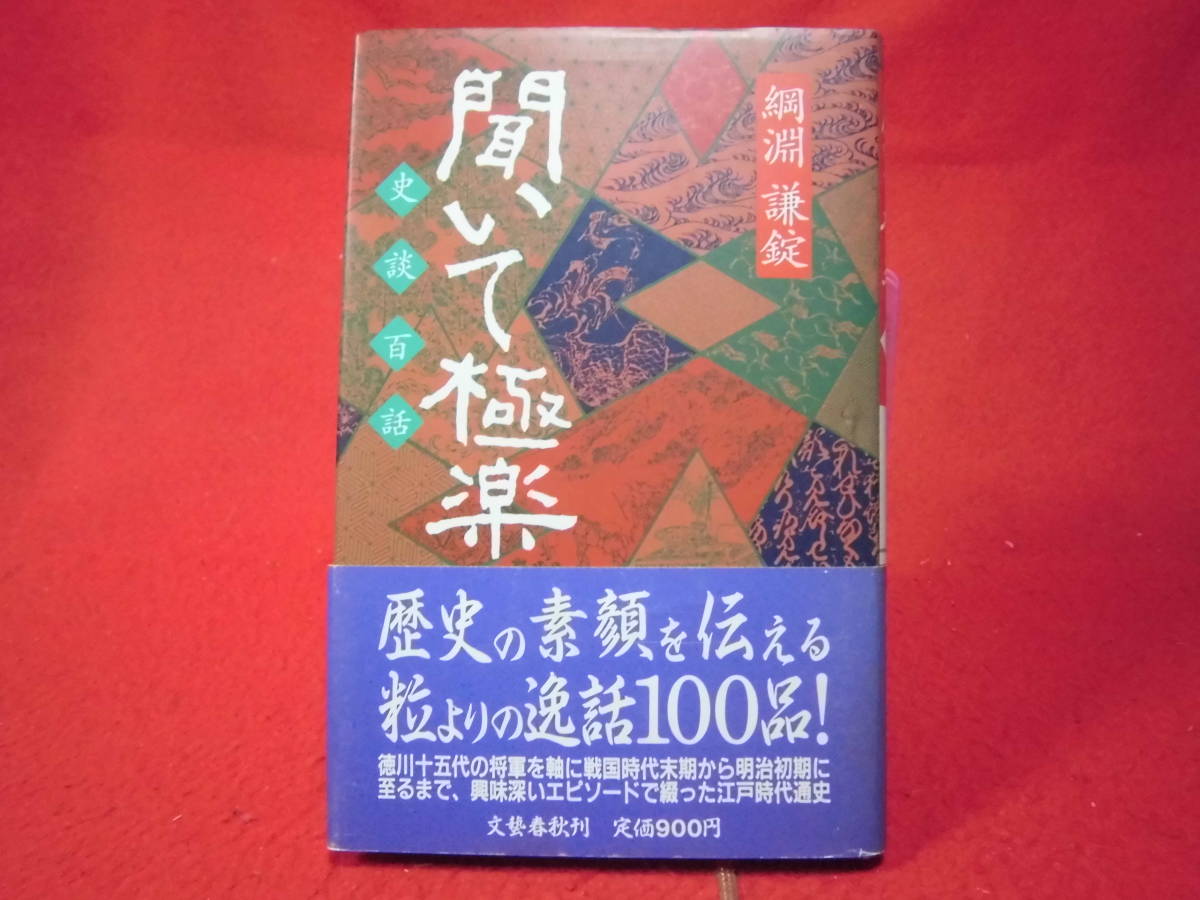 綱淵謙錠
聞いて極楽
史談百話
歴史の素顔を伝える
粒よりの逸話100品!
徳川十五代の将軍を軸に戦国時代末期から明治初期に
至るまで、興味深いエピソードで綴った江戸時代通史
文藝春秋刊 定価900円